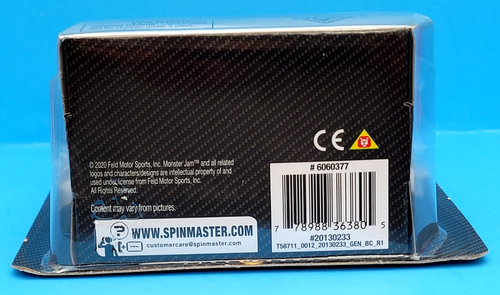 © 2020 Feld Motor Sports, Inc. Monster Jam™ and all related
logos and characters/designs are intellectual property of and
used under license from Feld Motor Sports, Inc.
All Rights Reserved.
Content may vary from pictures.
WWW.SPINMASTER.COM
customercare@spinmaster.com
CE
# 6060377
7 78988 36380 5
#20130233
T58711_0012_20130233_GEN_BC_R1